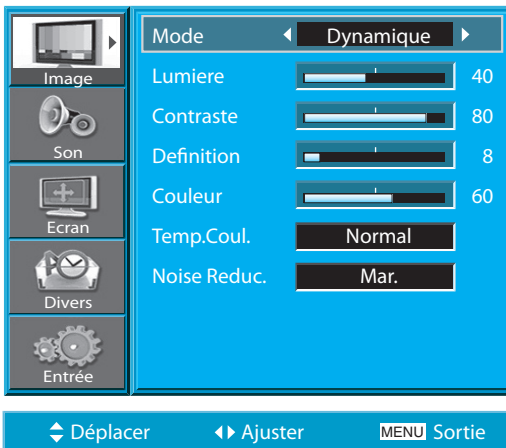 Image
Son
Ecran
Divers
Entrée
Mode Dynamique
Lumiere 40
Contraste 80
Definition 8
Couleur 60
Temp.Coul. Normal
Noise Reduc. Mar.
Déplacer Ajuster MENU Sortie